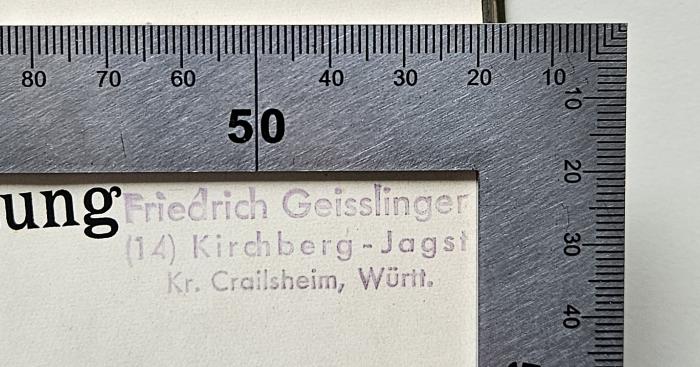 80 70 60 40 30 20 10
50
10
20
30
40
ung Friedrich Geisslinger
(14) Kirchberg-Jagst
Kr. Crailsheim, Württ.